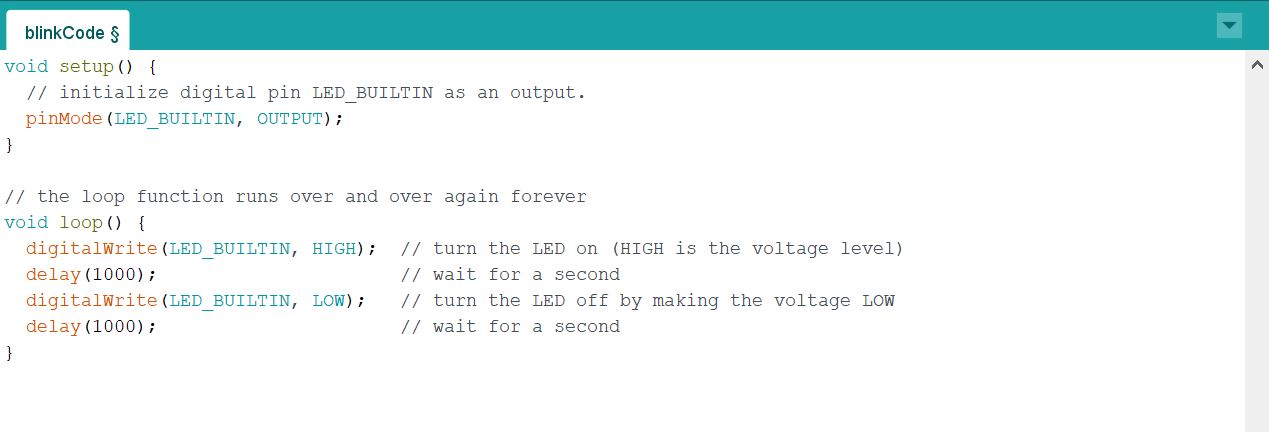 blinkCode §
void setup() {
  // initialize digital pin LED_BUILTIN as an output.
  pinMode(LED_BUILTIN, OUTPUT);
}

// the loop function runs over and over again forever
void loop() {
  digitalWrite(LED_BUILTIN, HIGH);  // turn the LED on (HIGH is the voltage level)
  delay(1000);                      // wait for a second
  digitalWrite(LED_BUILTIN, LOW);   // turn the LED off by making the voltage LOW
  delay(1000);                      // wait for a second
}